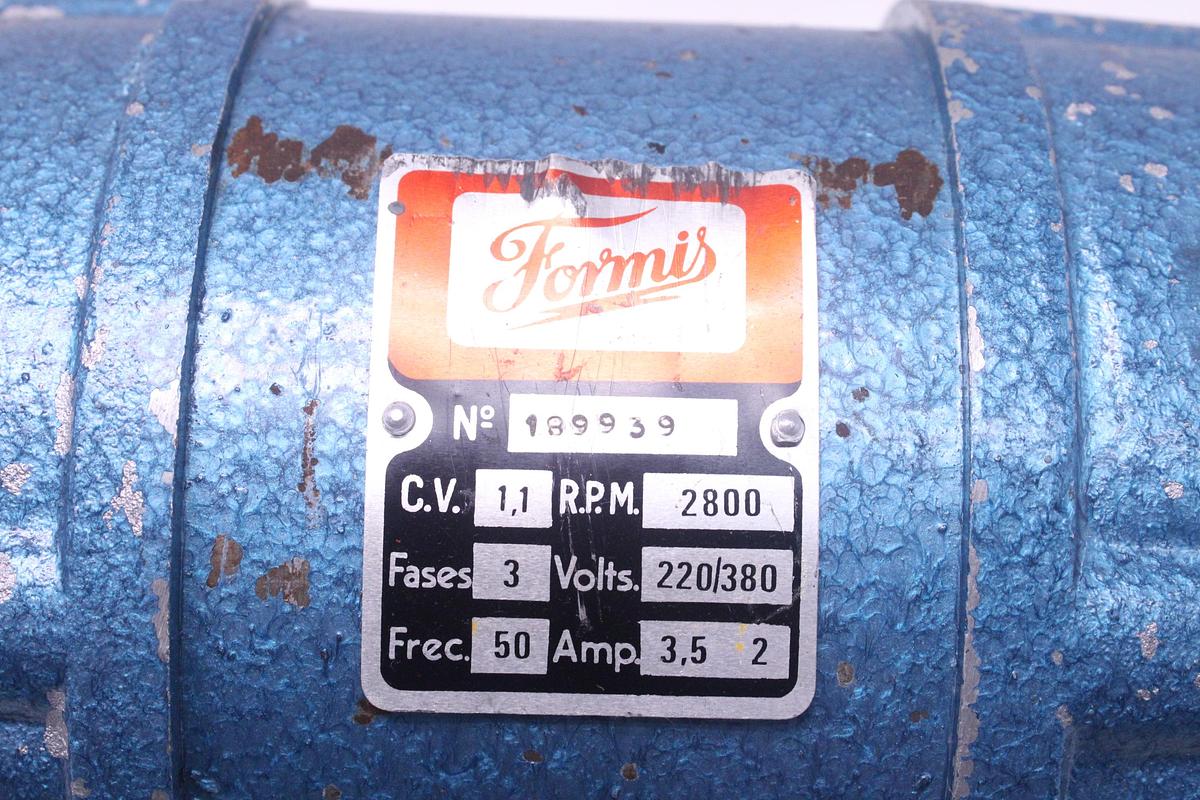 Formis
Nº 189939
C.V. 1,1 R.P.M. 2800
Fases 3 Volts. 220/380
Frec. 50 Amp. 3,5 2